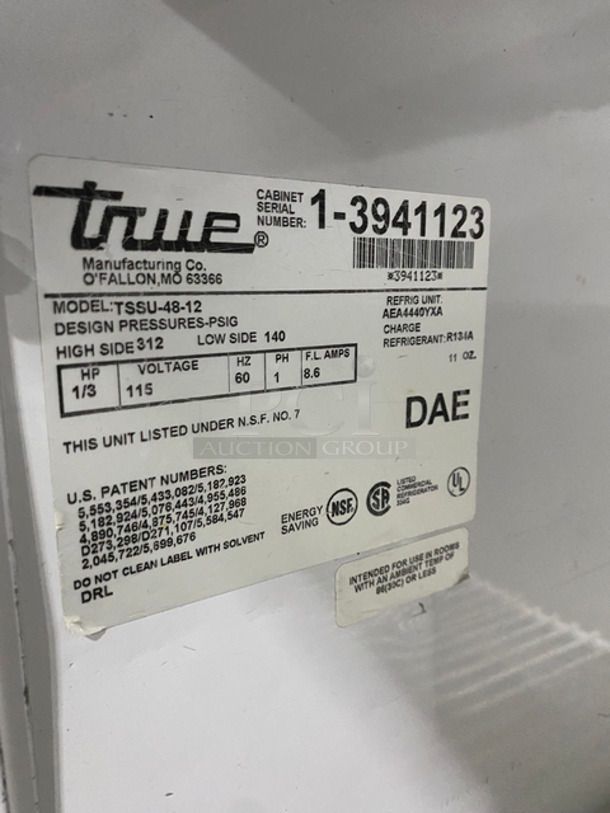 true®
Manufacturing Co.
O'FALLON,MO 63366
CABINET
SERIAL
NUMBER: 1-3941123
*3941123*
MODEL:TSSU-48-12
DESIGN PRESSURES-PSIG
HIGH SIDE 312 LOW SIDE 140
REFRIG UNIT.
AEA4440YXA
CHARGE
REFRIGERANT:R134A
11 OZ.
HP VOLTAGE HZ PH F.L. AMPS
1/3 115 60 1 8.6
THIS UNIT LISTED UNDER N.S.F. NO. 7
DAE
AUCTION GROUP
U.S. PATENT NUMBERS:
5,553,354/5,433,082/5,182,923
5,182,924/5,076,443/4,955,486
4,890,746/4,875,745/4,127,968
D273,298/D271,107/5,584,547
2,045,722/5,699,676
DO NOT CLEAN LABEL WITH SOLVENT
DRL
ENERGY
SAVING
NSF
SA
LISTED
COMMERCIAL
REFRIGERATOR
UL
INTENDED FOR USE IN ROOMS
WITH AN AMBIENT TEMP OF
86(30C) OR LESS